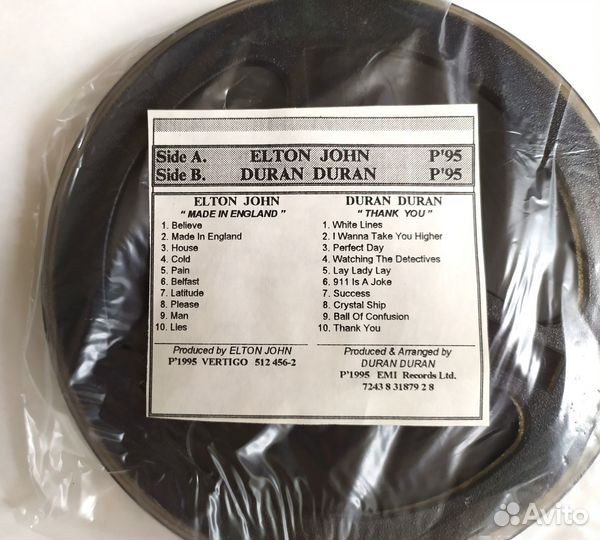 Side A. ELTON JOHN P'95
Side B. DURAN DURAN P'95
ELTON JOHN
" MADE IN ENGLAND "
1. Believe
2. Made In England
3. House
4. Cold
5. Pain
6. Belfast
7. Latitude
8. Please
9. Man
10. Lies
Produced by ELTON JOHN
P'1995 VERTIGO 512 456-2
DURAN DURAN
" THANK YOU "
1. White Lines
2. I Wanna Take You Higher
3. Perfect Day
4. Watching The Detectives
5. Lay Lady Lay
6. 911 Is A Joke
7. Success
8. Crystal Ship
9. Ball Of Confusion
10. Thank You
Produced & Arranged by
DURAN DURAN
P'1995 EMI Records Ltd.
7243 8 31879 2 8
Avito